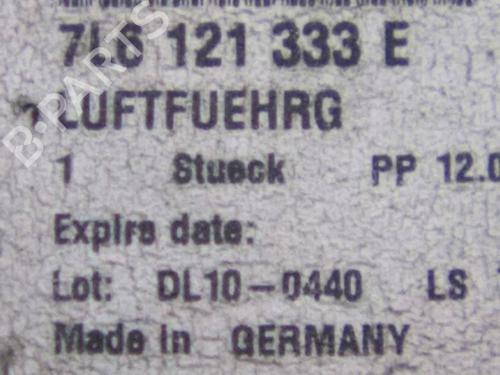 7L6 121 333 E
LUFTFUEHRG
1 Stueck PP 12.0
Expire date:
Lot: DL10-0440 LS
Made in GERMANY
B-PARTS